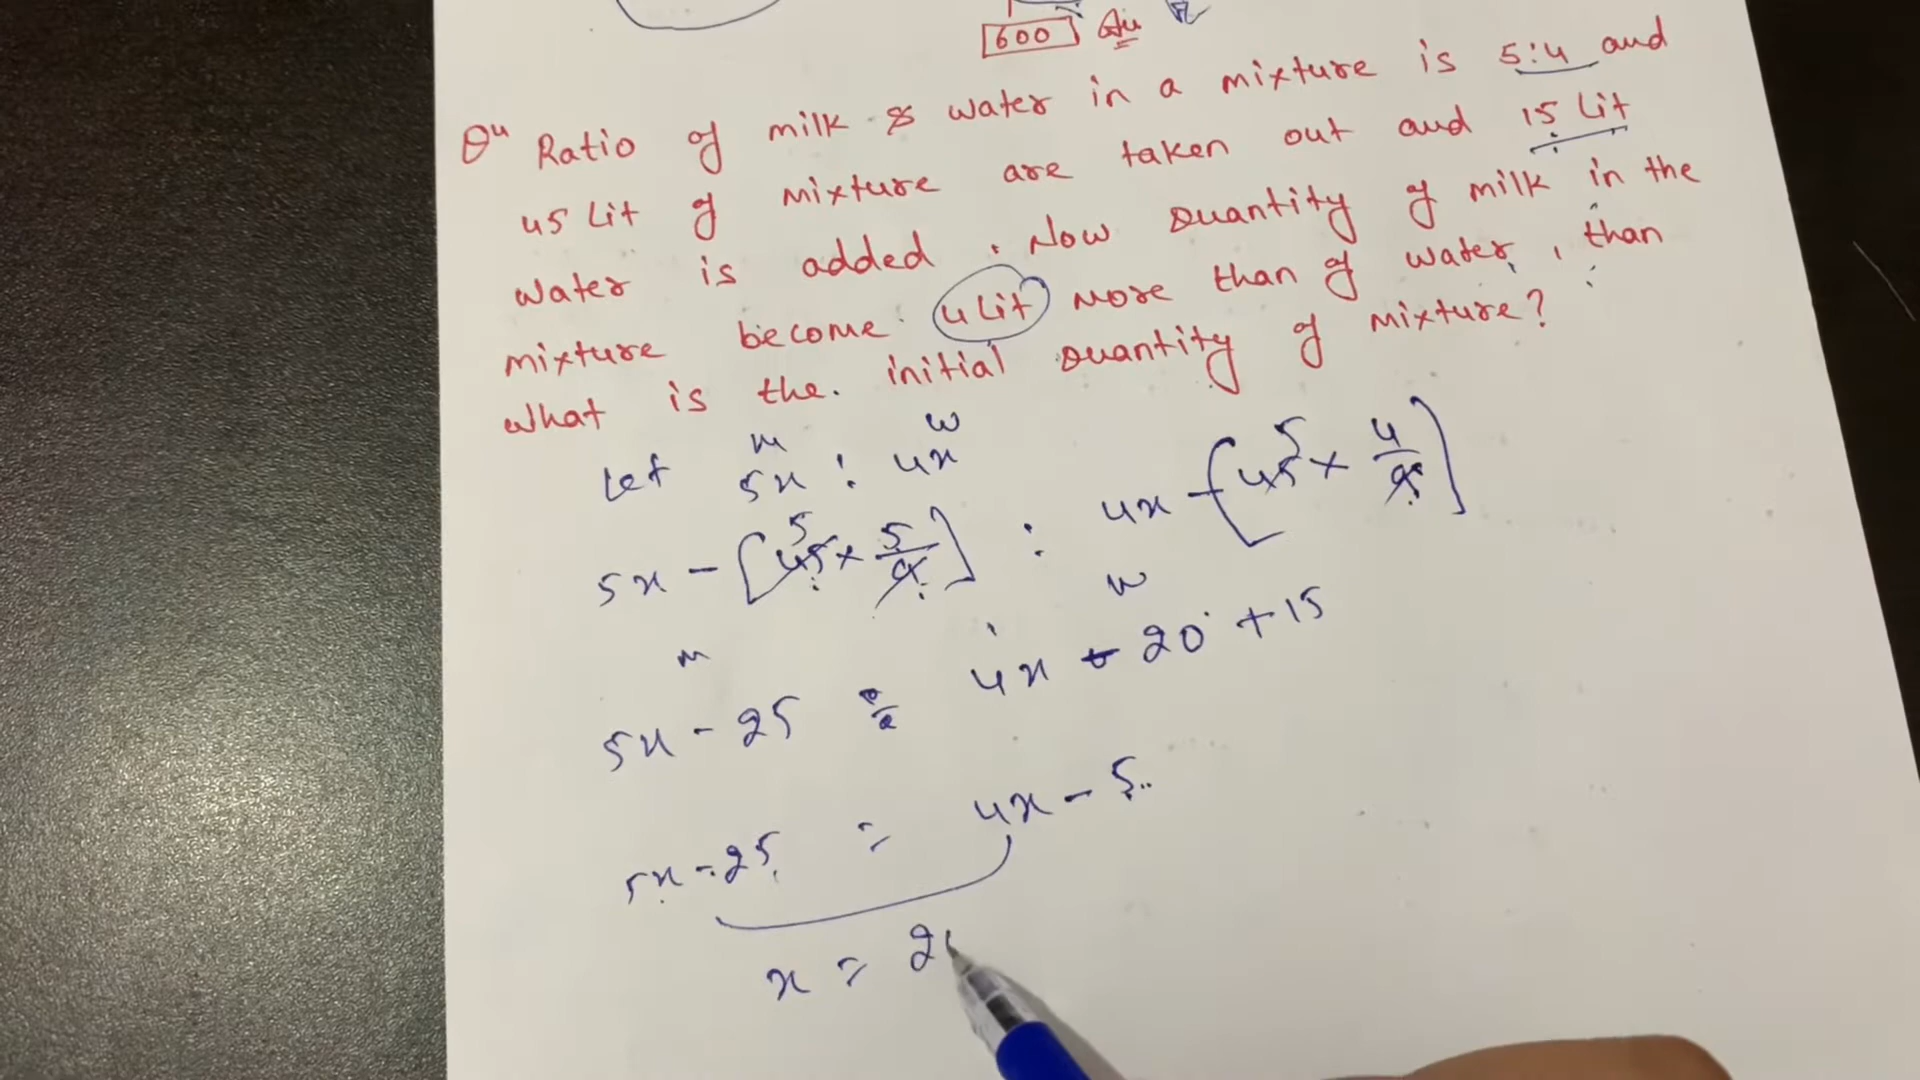 600 Ans
Qu Ratio of milk & water in a mixture is 5:4 and
45 Lit of mixture are taken out and 15 Lit
water is added. Now Quantity of milk in the
mixture become 4 Lit more than of water, than
what is the initial Quantity of mixture?
m w
Let 5x : 4x
5x - [45 × 5/9] : 4x - [45 × 4/9]
5 5
m w
5x - 25 : 4x - 20 + 15
5x - 25 = 4x - 5
x = 2